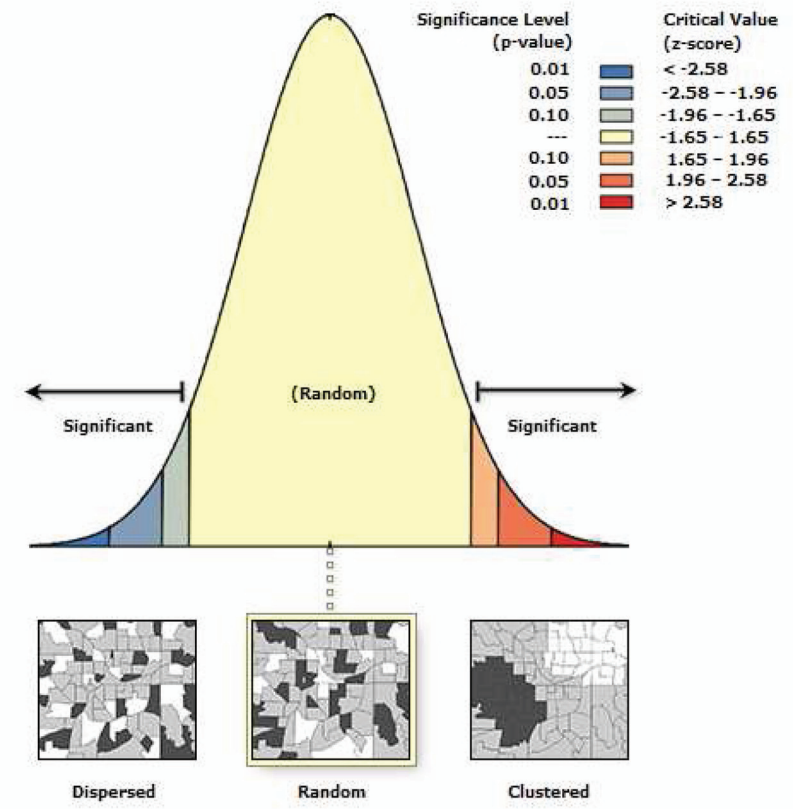 Significance Level Critical Value
(p-value) (z-score)
0.01 < -2.58
0.05 -2.58 – -1.96
0.10 -1.96 – -1.65
--- -1.65 - 1.65
0.10 1.65 – 1.96
0.05 1.96 – 2.58
0.01 > 2.58
(Random)
Significant Significant
Dispersed Random Clustered